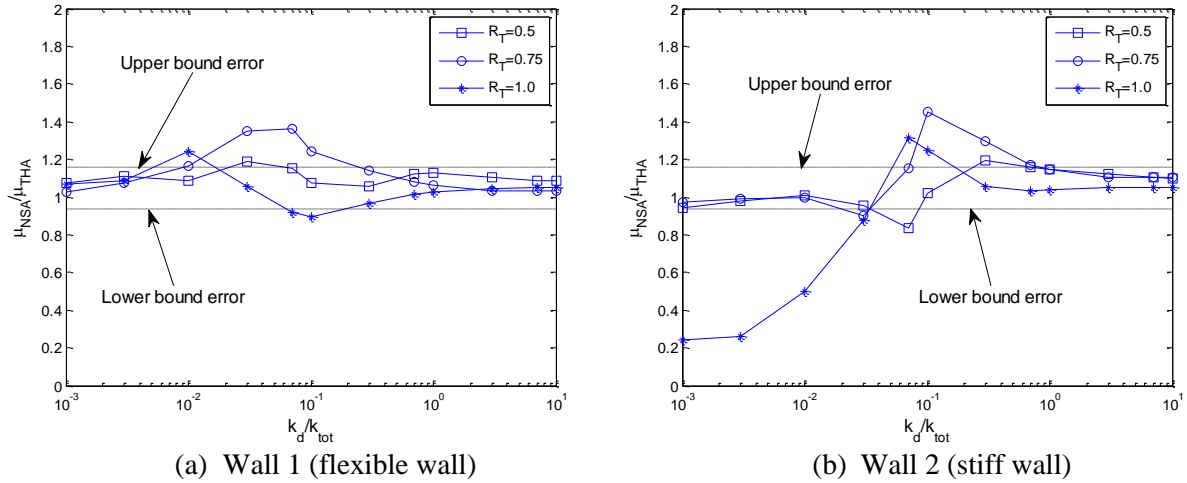 2
1.8
1.6
1.4
1.2
1
0.8
0.6
0.4
0.2
0
μNSA/μTHA
10-3
10-2
10-1
100
101
kd/ktot
RT=0.5
RT=0.75
RT=1.0
Upper bound error
Lower bound error
(a) Wall 1 (flexible wall)
2
1.8
1.6
1.4
1.2
1
0.8
0.6
0.4
0.2
0
μNSA/μTHA
10-3
10-2
10-1
100
101
kd/ktot
RT=0.5
RT=0.75
RT=1.0
Upper bound error
Lower bound error
(b) Wall 2 (stiff wall)